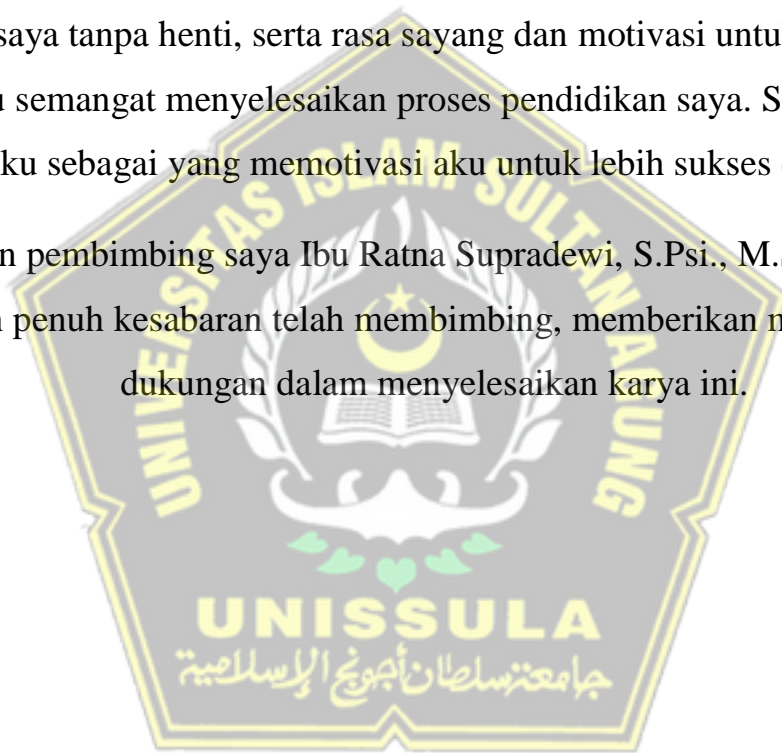 saya tanpa henti, serta rasa sayang dan motivasi untu
semangat menyelesaikan proses pendidikan saya. S
ku sebagai yang memotivasi aku untuk lebih sukses
n pembimbing saya Ibu Ratna Supradewi, S.Psi., M.
penuh kesabaran telah membimbing, memberikan
dukungan dalam menyelesaikan karya ini.
UNIVERSITAS ISLAM SULTAN AGUNG
UNISSULA
جامعة سلطان أجونج الإسلامية